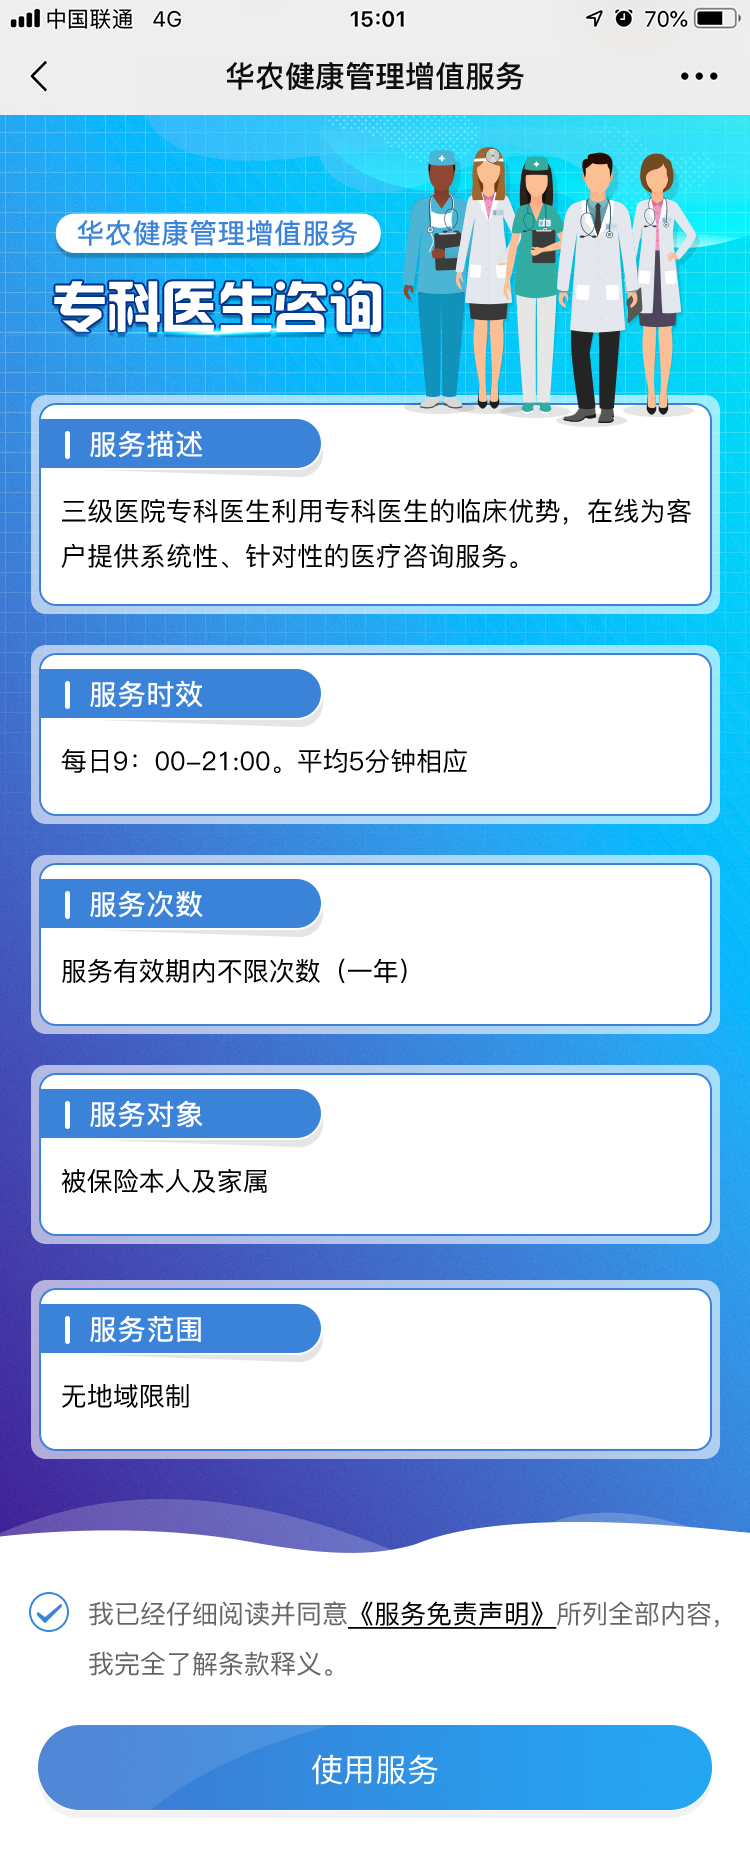 中国联通 4G 15:01 70%
华农健康管理增值服务
华农健康管理增值服务
专科医生咨询
服务描述
三级医院专科医生利用专科医生的临床优势，在线为客
户提供系统性、针对性的医疗咨询服务。
服务时效
每日9：00-21:00。平均5分钟相应
服务次数
服务有效期内不限次数（一年）
服务对象
被保险本人及家属
服务范围
无地域限制
我已经仔细阅读并同意《服务免责声明》所列全部内容，
我完全了解条款释义。
使用服务